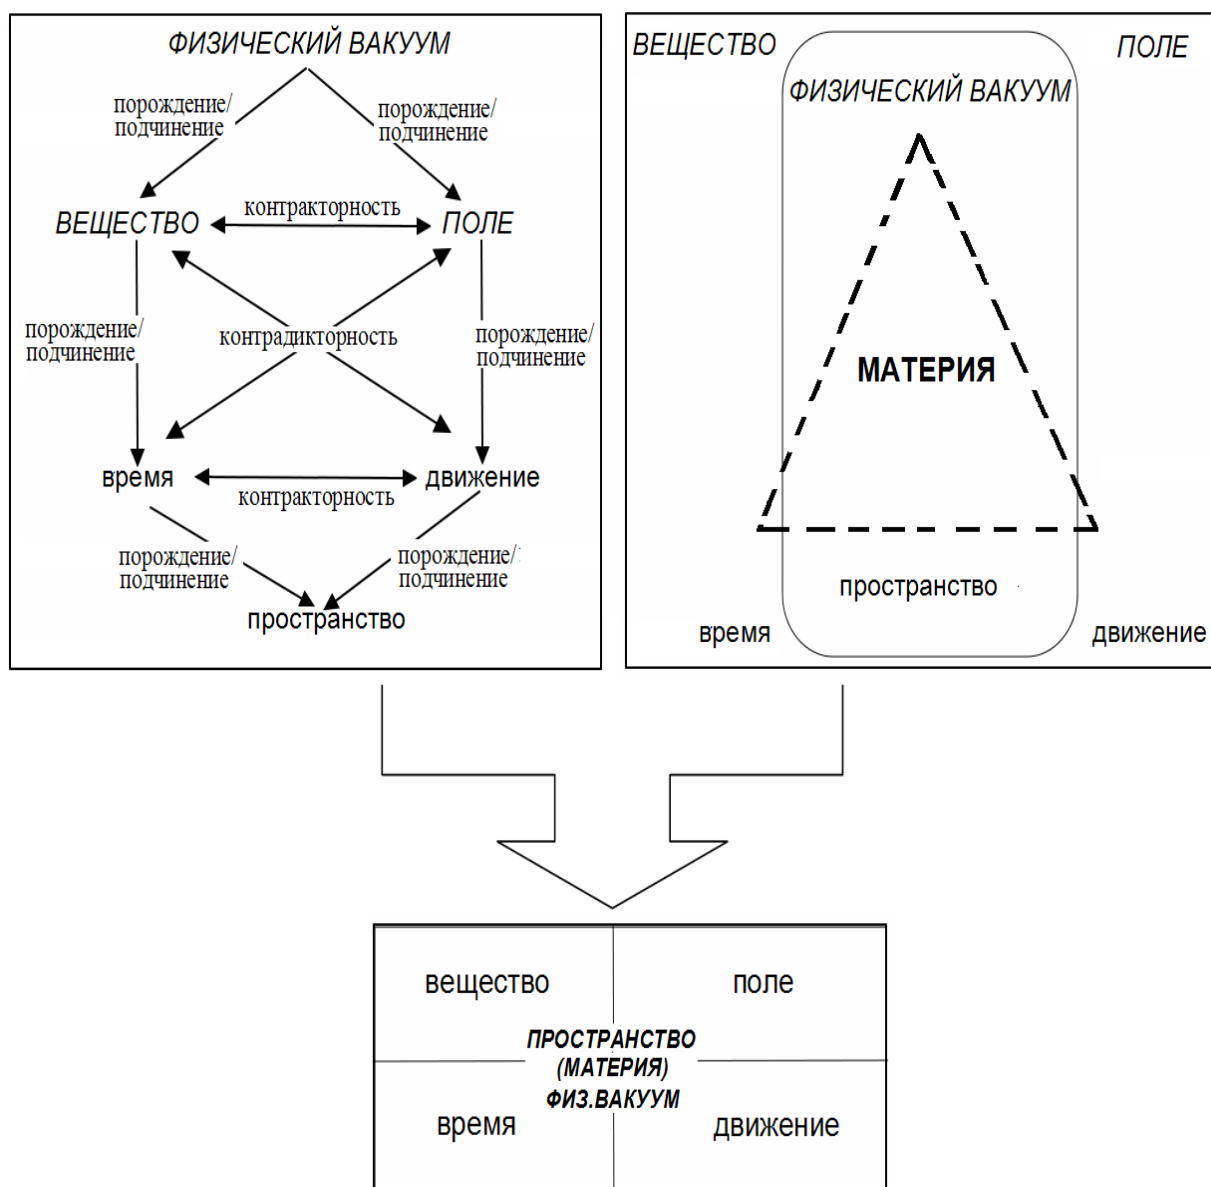 ФИЗИЧЕСКИЙ ВАКУУМ
порождение/
подчинение
порождение/
подчинение
ВЕЩЕСТВО
контракторность
ПОЛЕ
порождение/
подчинение
контрадикторность
порождение/
подчинение
время
контракторность
движение
порождение/
подчинение
порождение/
подчинение
пространство
ВЕЩЕСТВО
ПОЛЕ
ФИЗИЧЕСКИЙ ВАКУУМ
МАТЕРИЯ
пространство
время
движение
вещество
поле
ПРОСТРАНСТВО
(МАТЕРИЯ)
ФИЗ.ВАКУУМ
время
движение